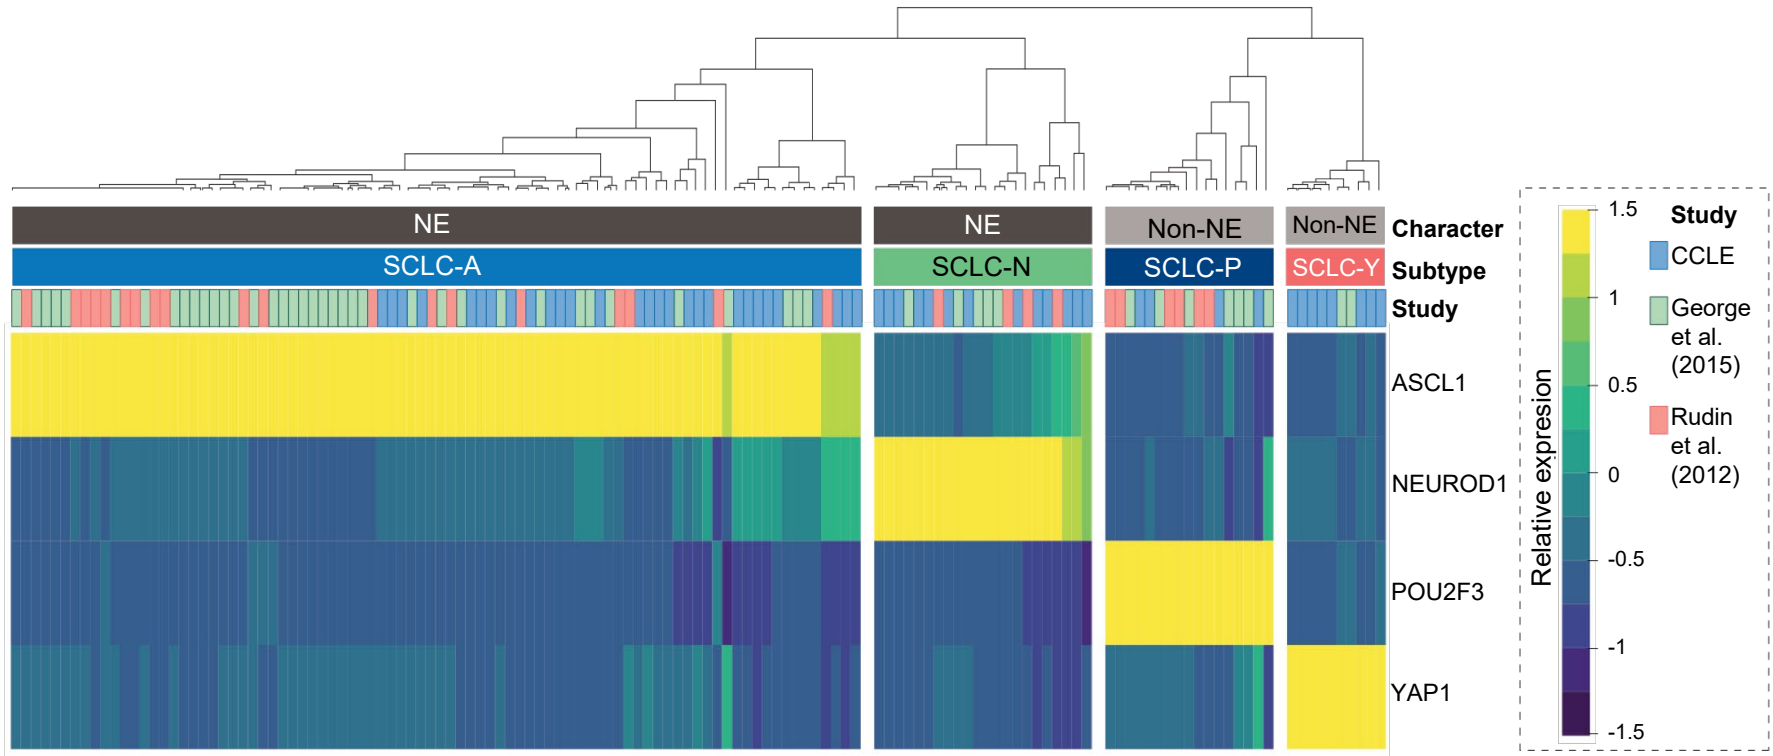 NE
NE
Non-NE
Non-NE
Character
SCLC-A
SCLC-N
SCLC-P
SCLC-Y
Subtype
Study
ASCL1
NEUROD1
POU2F3
YAP1
Relative expresion
1.5
1
0.5
0
-0.5
-1
-1.5
Study
CCLE
George
et al.
(2015)
Rudin
et al.
(2012)